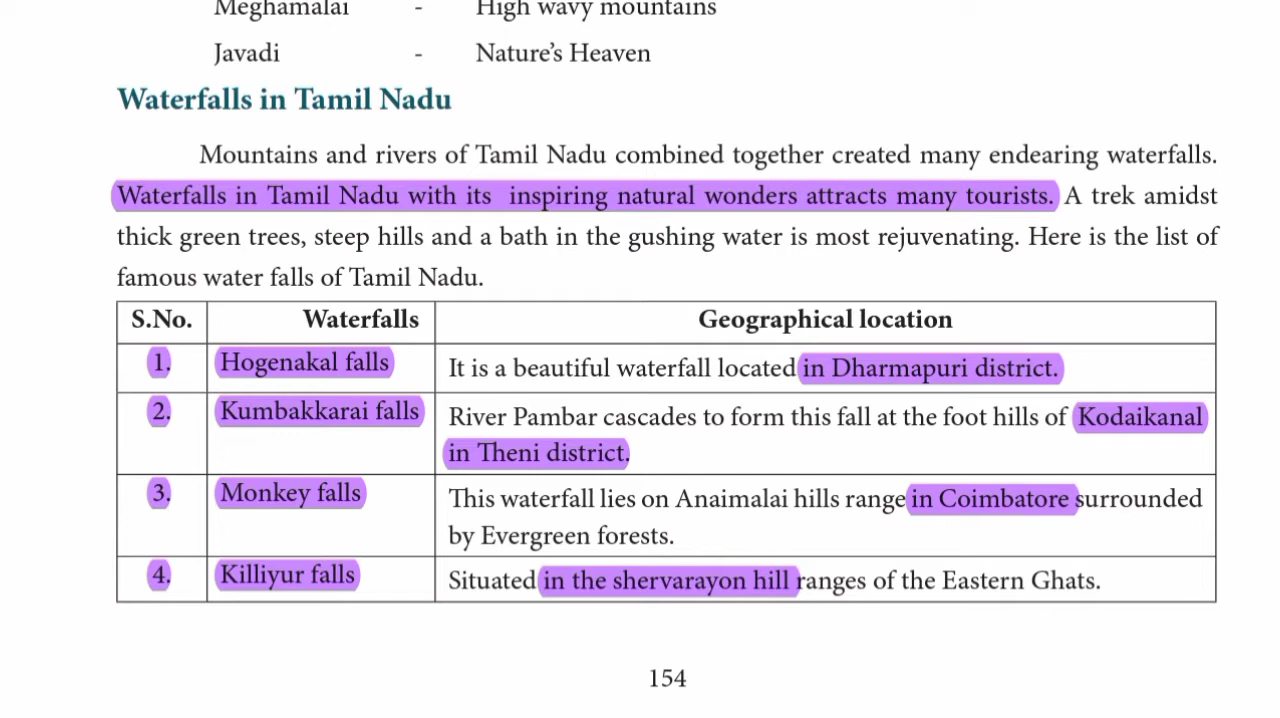 Meghamalai - High wavy mountains
Javadi - Nature's Heaven
Waterfalls in Tamil Nadu
Mountains and rivers of Tamil Nadu combined together created many endearing waterfalls.
Waterfalls in Tamil Nadu with its inspiring natural wonders attracts many tourists. A trek amidst
thick green trees, steep hills and a bath in the gushing water is most rejuvenating. Here is the list of
famous water falls of Tamil Nadu.
S.No. Waterfalls Geographical location
1. Hogenakal falls It is a beautiful waterfall located in Dharmapuri district.
2. Kumbakkarai falls River Pambar cascades to form this fall at the foot hills of Kodaikanal
in Theni district.
3. Monkey falls This waterfall lies on Anaimalai hills range in Coimbatore surrounded
by Evergreen forests.
4. Killiyur falls Situated in the shervarayon hill ranges of the Eastern Ghats.
154